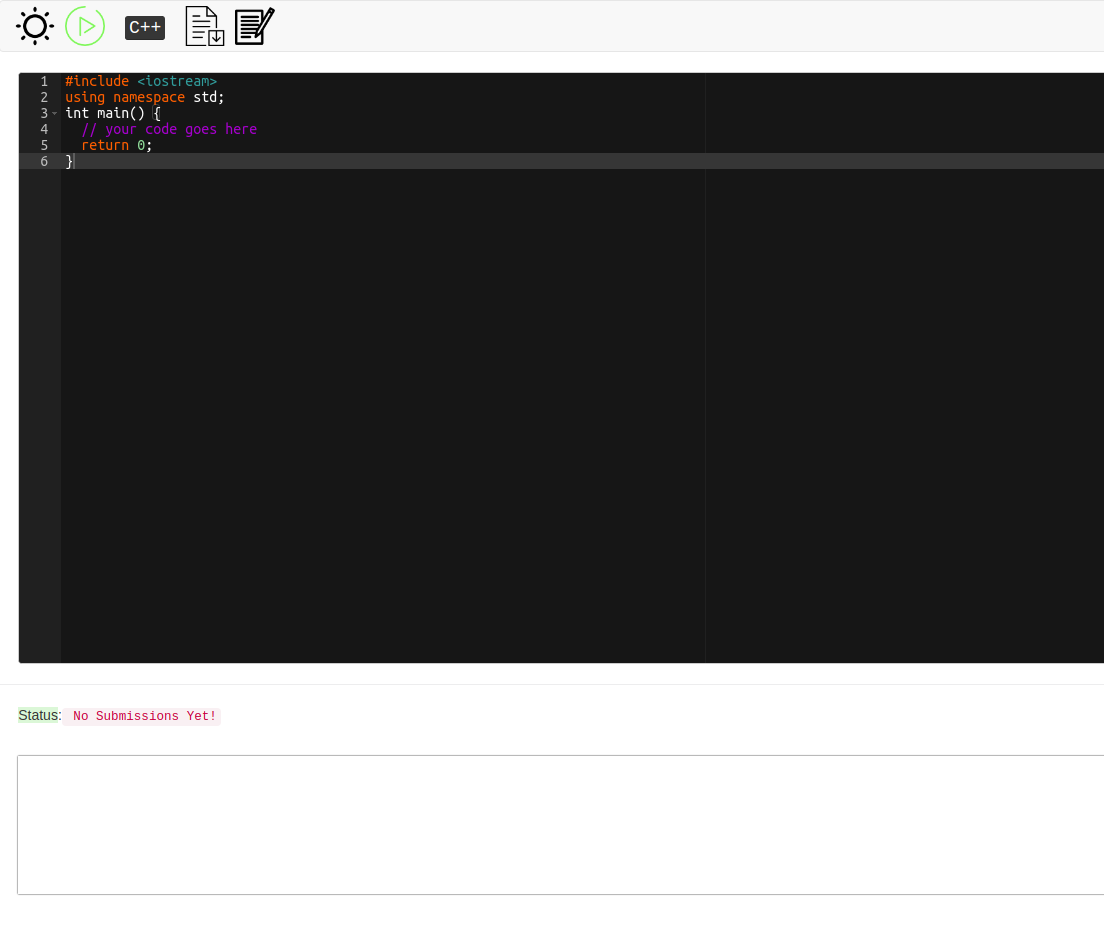 C++
1 #include <iostream>
2 using namespace std;
3 int main() {
4 // your code goes here
5 return 0;
6 }
Status: No Submissions Yet!